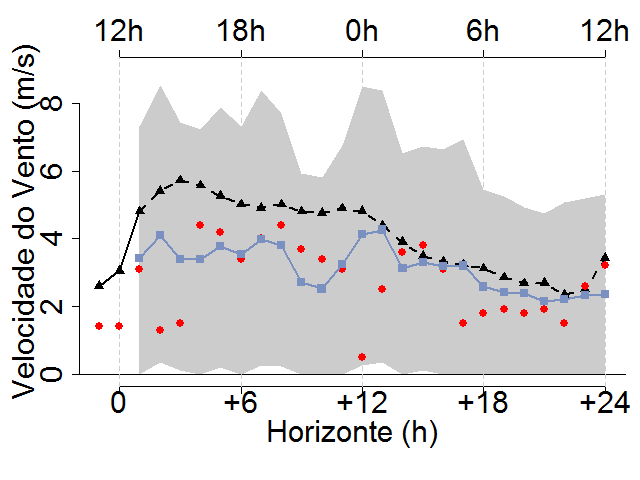 12h 18h 0h 6h 12h
Velocidade do Vento (m/s)
8
6
4
2
0
0 +6 +12 +18 +24
Horizonte (h)